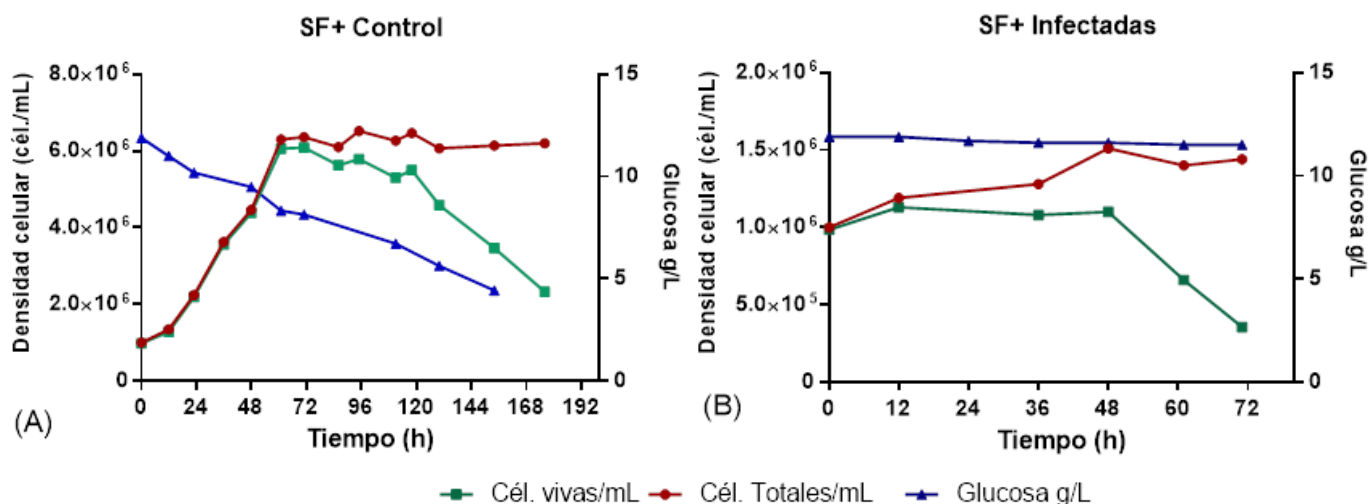 SF+ Control
Densidad celular (cél./mL)
8.0×10⁶
6.0×10⁶
4.0×10⁶
2.0×10⁶
0
15
10
5
0
Glucosa g/L
0 24 48 72 96 120 144 168 192
Tiempo (h)
(A)
SF+ Infectadas
Densidad celular (cél./mL)
2.0×10⁶
1.5×10⁶
1.0×10⁶
5.0×10⁵
0
15
10
5
0
Glucosa g/L
0 12 24 36 48 60 72
Tiempo (h)
(B)
Cél. vivas/mL Cél. Totales/mL Glucosa g/L